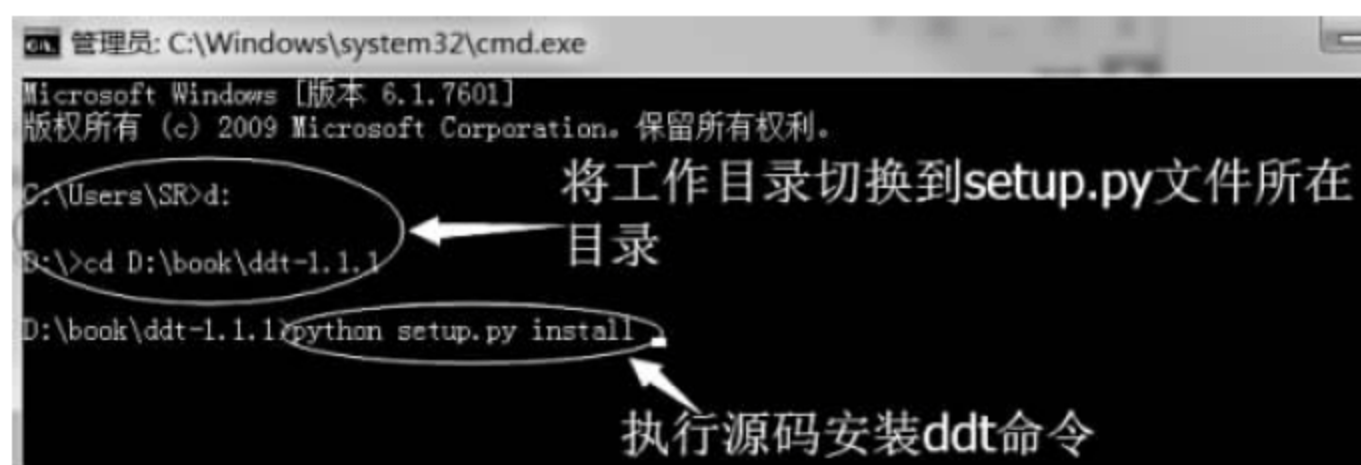 管理员: C:\Windows\system32\cmd.exe
Microsoft Windows [版本 6.1.7601]
版权所有 (c) 2009 Microsoft Corporation。保留所有权利。
C:\Users\SR>d:
将工作目录切换到setup.py文件所在
目录
D:\>cd D:\book\ddt-1.1.1
D:\book\ddt-1.1.1>python setup.py install
执行源码安装ddt命令